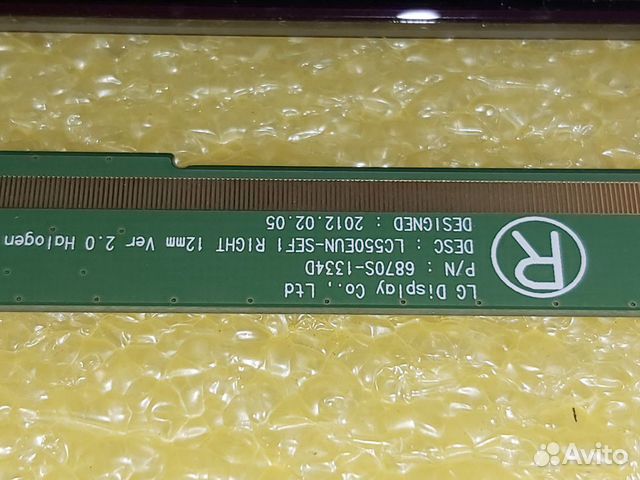 LG Display Co., Ltd
P/N : 6870S-1334D
DESC : LC550EUN-SEF1 RIGHT 12mm Ver 2.0 Halogen
DESIGNED : 2012.02.05
R
Avito